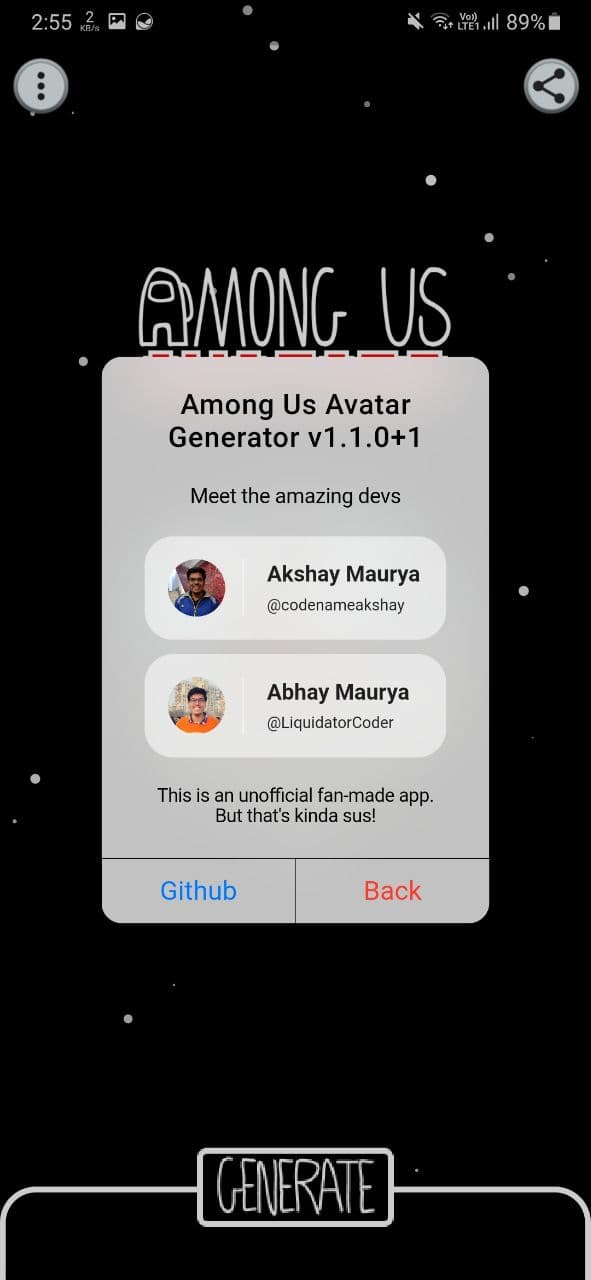 2:55 2 KB/s Vo)) LTE1 89%
AMONG US
Among Us Avatar
Generator v1.1.0+1
Meet the amazing devs
Akshay Maurya
@codenameakshay
Abhay Maurya
@LiquidatorCoder
This is an unofficial fan-made app.
But that's kinda sus!
Github Back
GENERATE